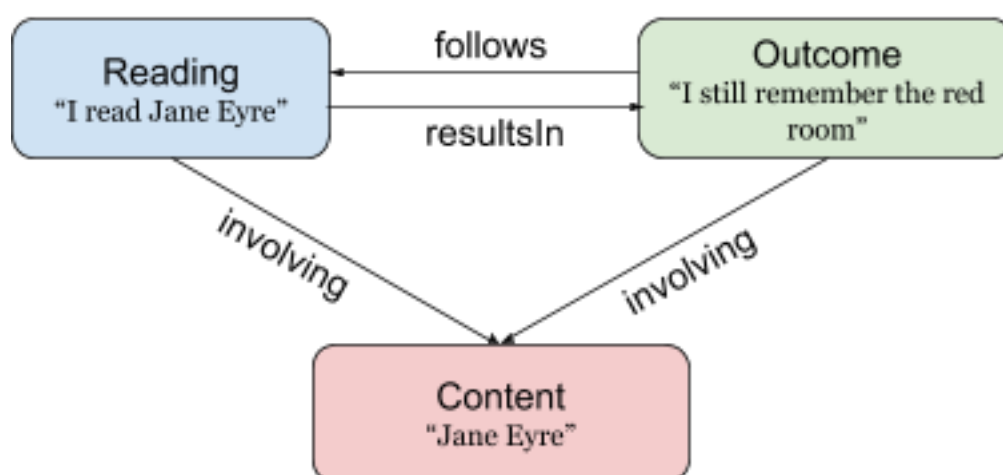 Reading
“I read Jane Eyre”
follows
resultsIn
Outcome
“I still remember the red
room”
involving
involving
Content
“Jane Eyre”